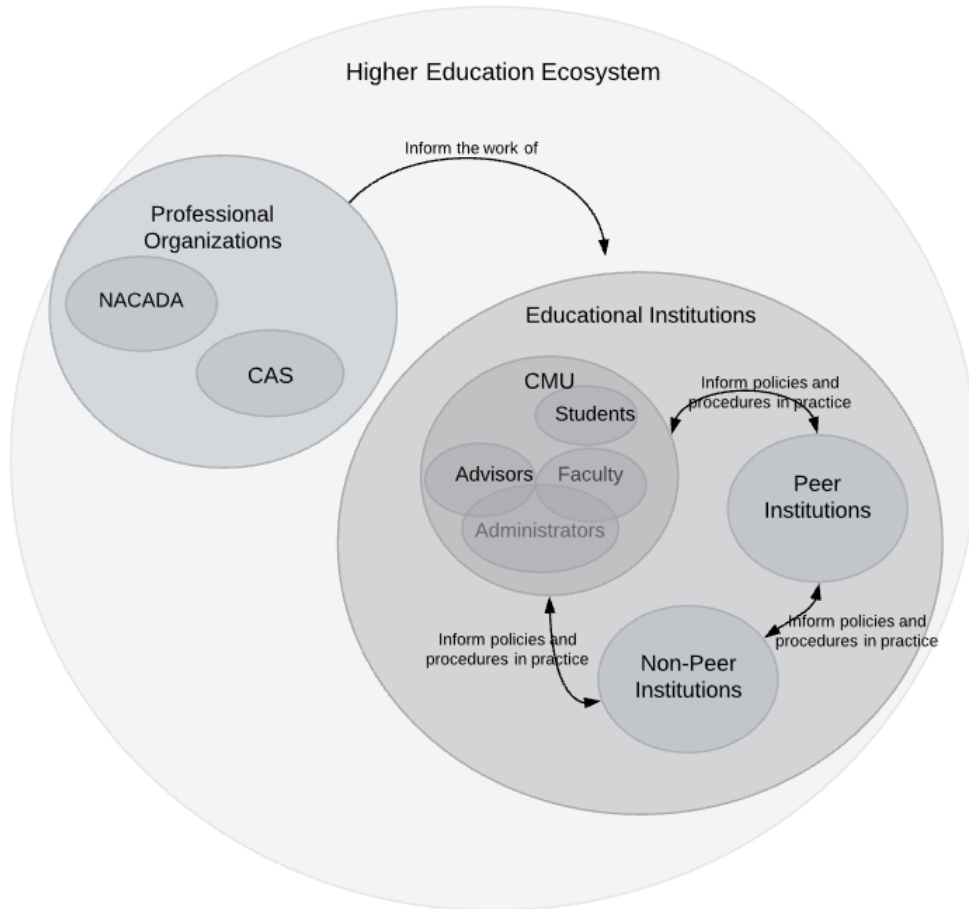 Higher Education Ecosystem
Inform the work of
Professional
Organizations
NACADA
CAS
Educational Institutions
CMU
Students
Advisors
Faculty
Administrators
Inform policies and
procedures in practice
Peer
Institutions
Inform policies and
procedures in practice
Inform policies and
procedures in practice
Non-Peer
Institutions